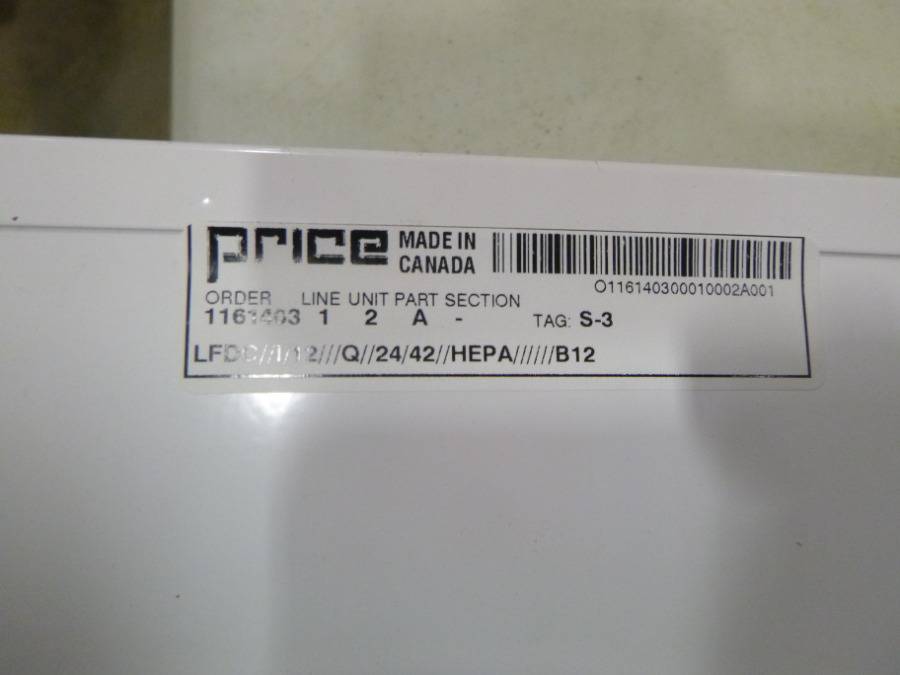 price MADE IN
CANADA
O116140300010002A001
ORDER LINE UNIT PART SECTION
1161403 1 2 A - TAG: S-3
LFDC//I/12///Q//24/42//HEPA//////B12